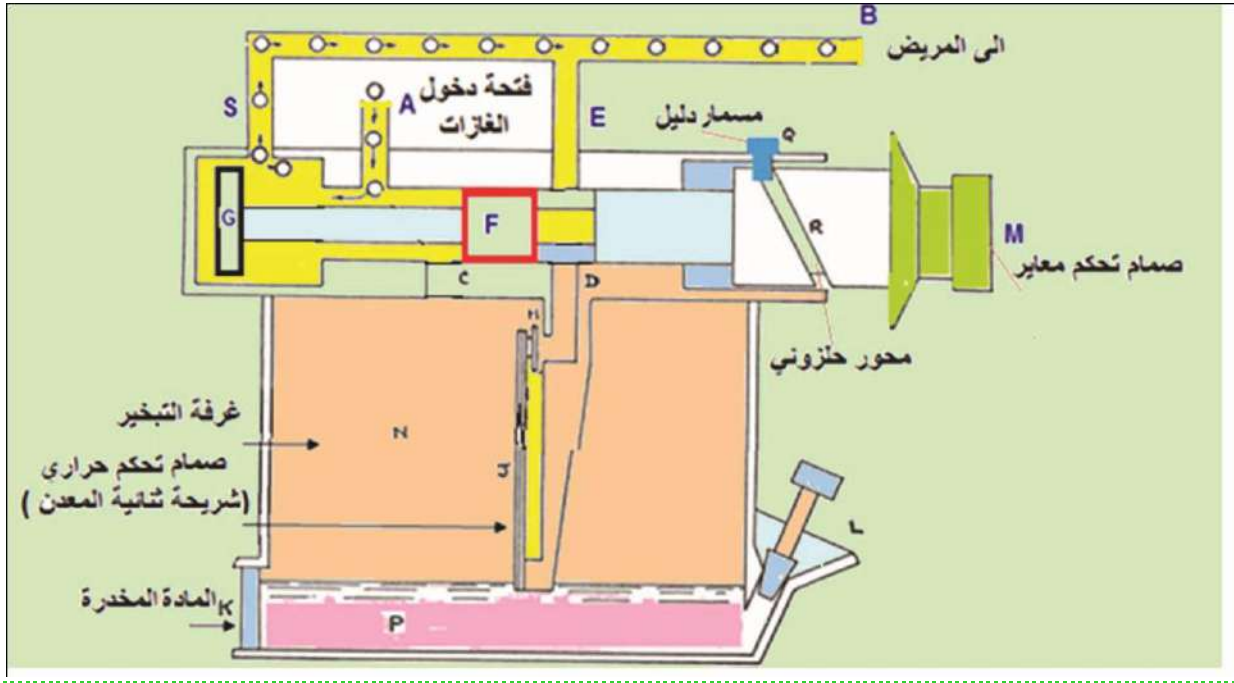 B
الى المريض
فتحة دخول
الغازات
A
S
E
مسمار دليل
Q
G
F
R
M
صمام تحكم معاير
C
D
H
محور حلزوني
غرفة التبخير
N
صمام تحكم حراري
(شريحة ثنائية المعدن )
J
L
المادة المخدرة
K
P